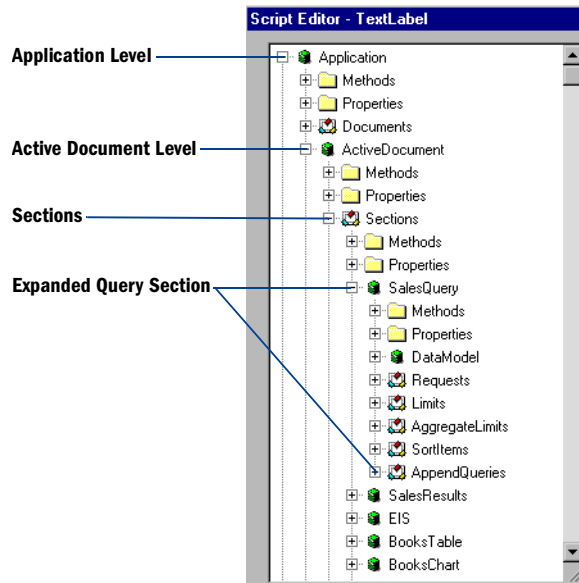 Script Editor - TextLabel
Application Level
Application
Methods
Properties
Documents
Active Document Level
ActiveDocument
Methods
Properties
Sections
Sections
Methods
Properties
Expanded Query Section
SalesQuery
Methods
Properties
DataModel
Requests
Limits
AggregateLimits
SortItems
AppendQueries
SalesResults
EIS
BooksTable
BooksChart